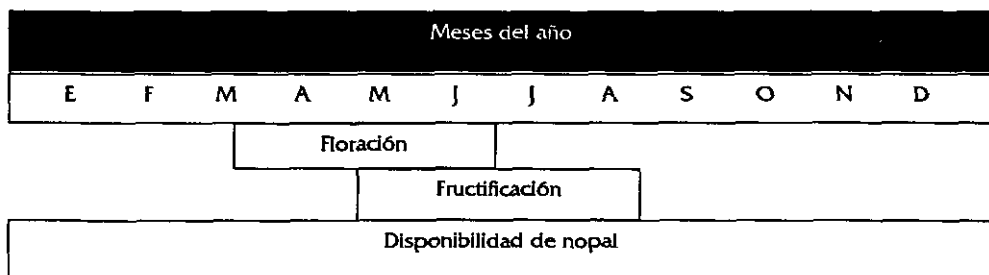 Meses del año
E F M A M J J A S O N D
Floración
Fructificación
Disponibilidad de nopal